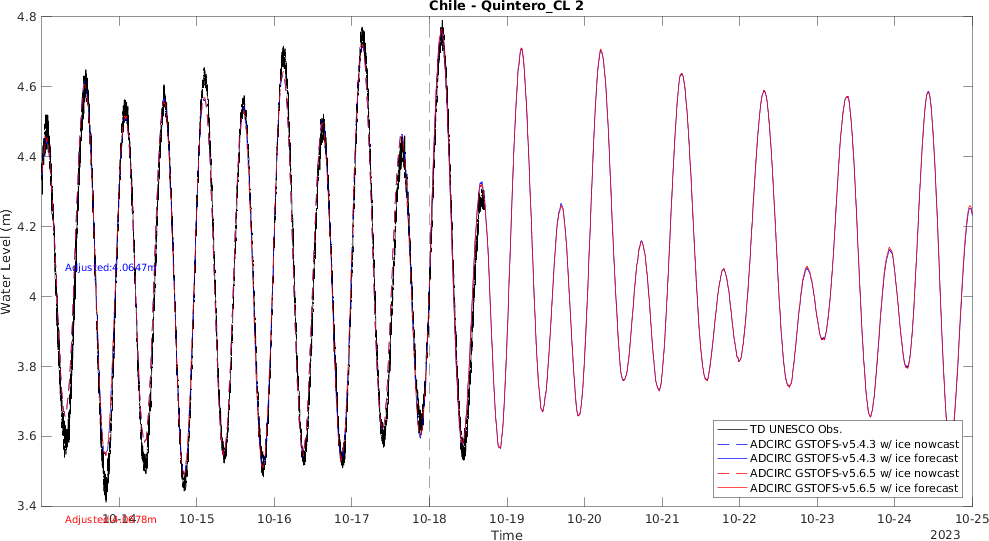 Chile - Quintero_CL 2
4.8
4.6
4.4
4.2
4
3.8
3.6
3.4
Water Level (m)
Adjusted:4.0647m
TD UNESCO Obs.
ADCIRC GSTOFS-v5.4.3 w/ ice nowcast
ADCIRC GSTOFS-v5.4.3 w/ ice forecast
ADCIRC GSTOFS-v5.6.5 w/ ice nowcast
ADCIRC GSTOFS-v5.6.5 w/ ice forecast
10-14 10-15 10-16 10-17 10-18 10-19 10-20 10-21 10-22 10-23 10-24 10-25
Time
2023